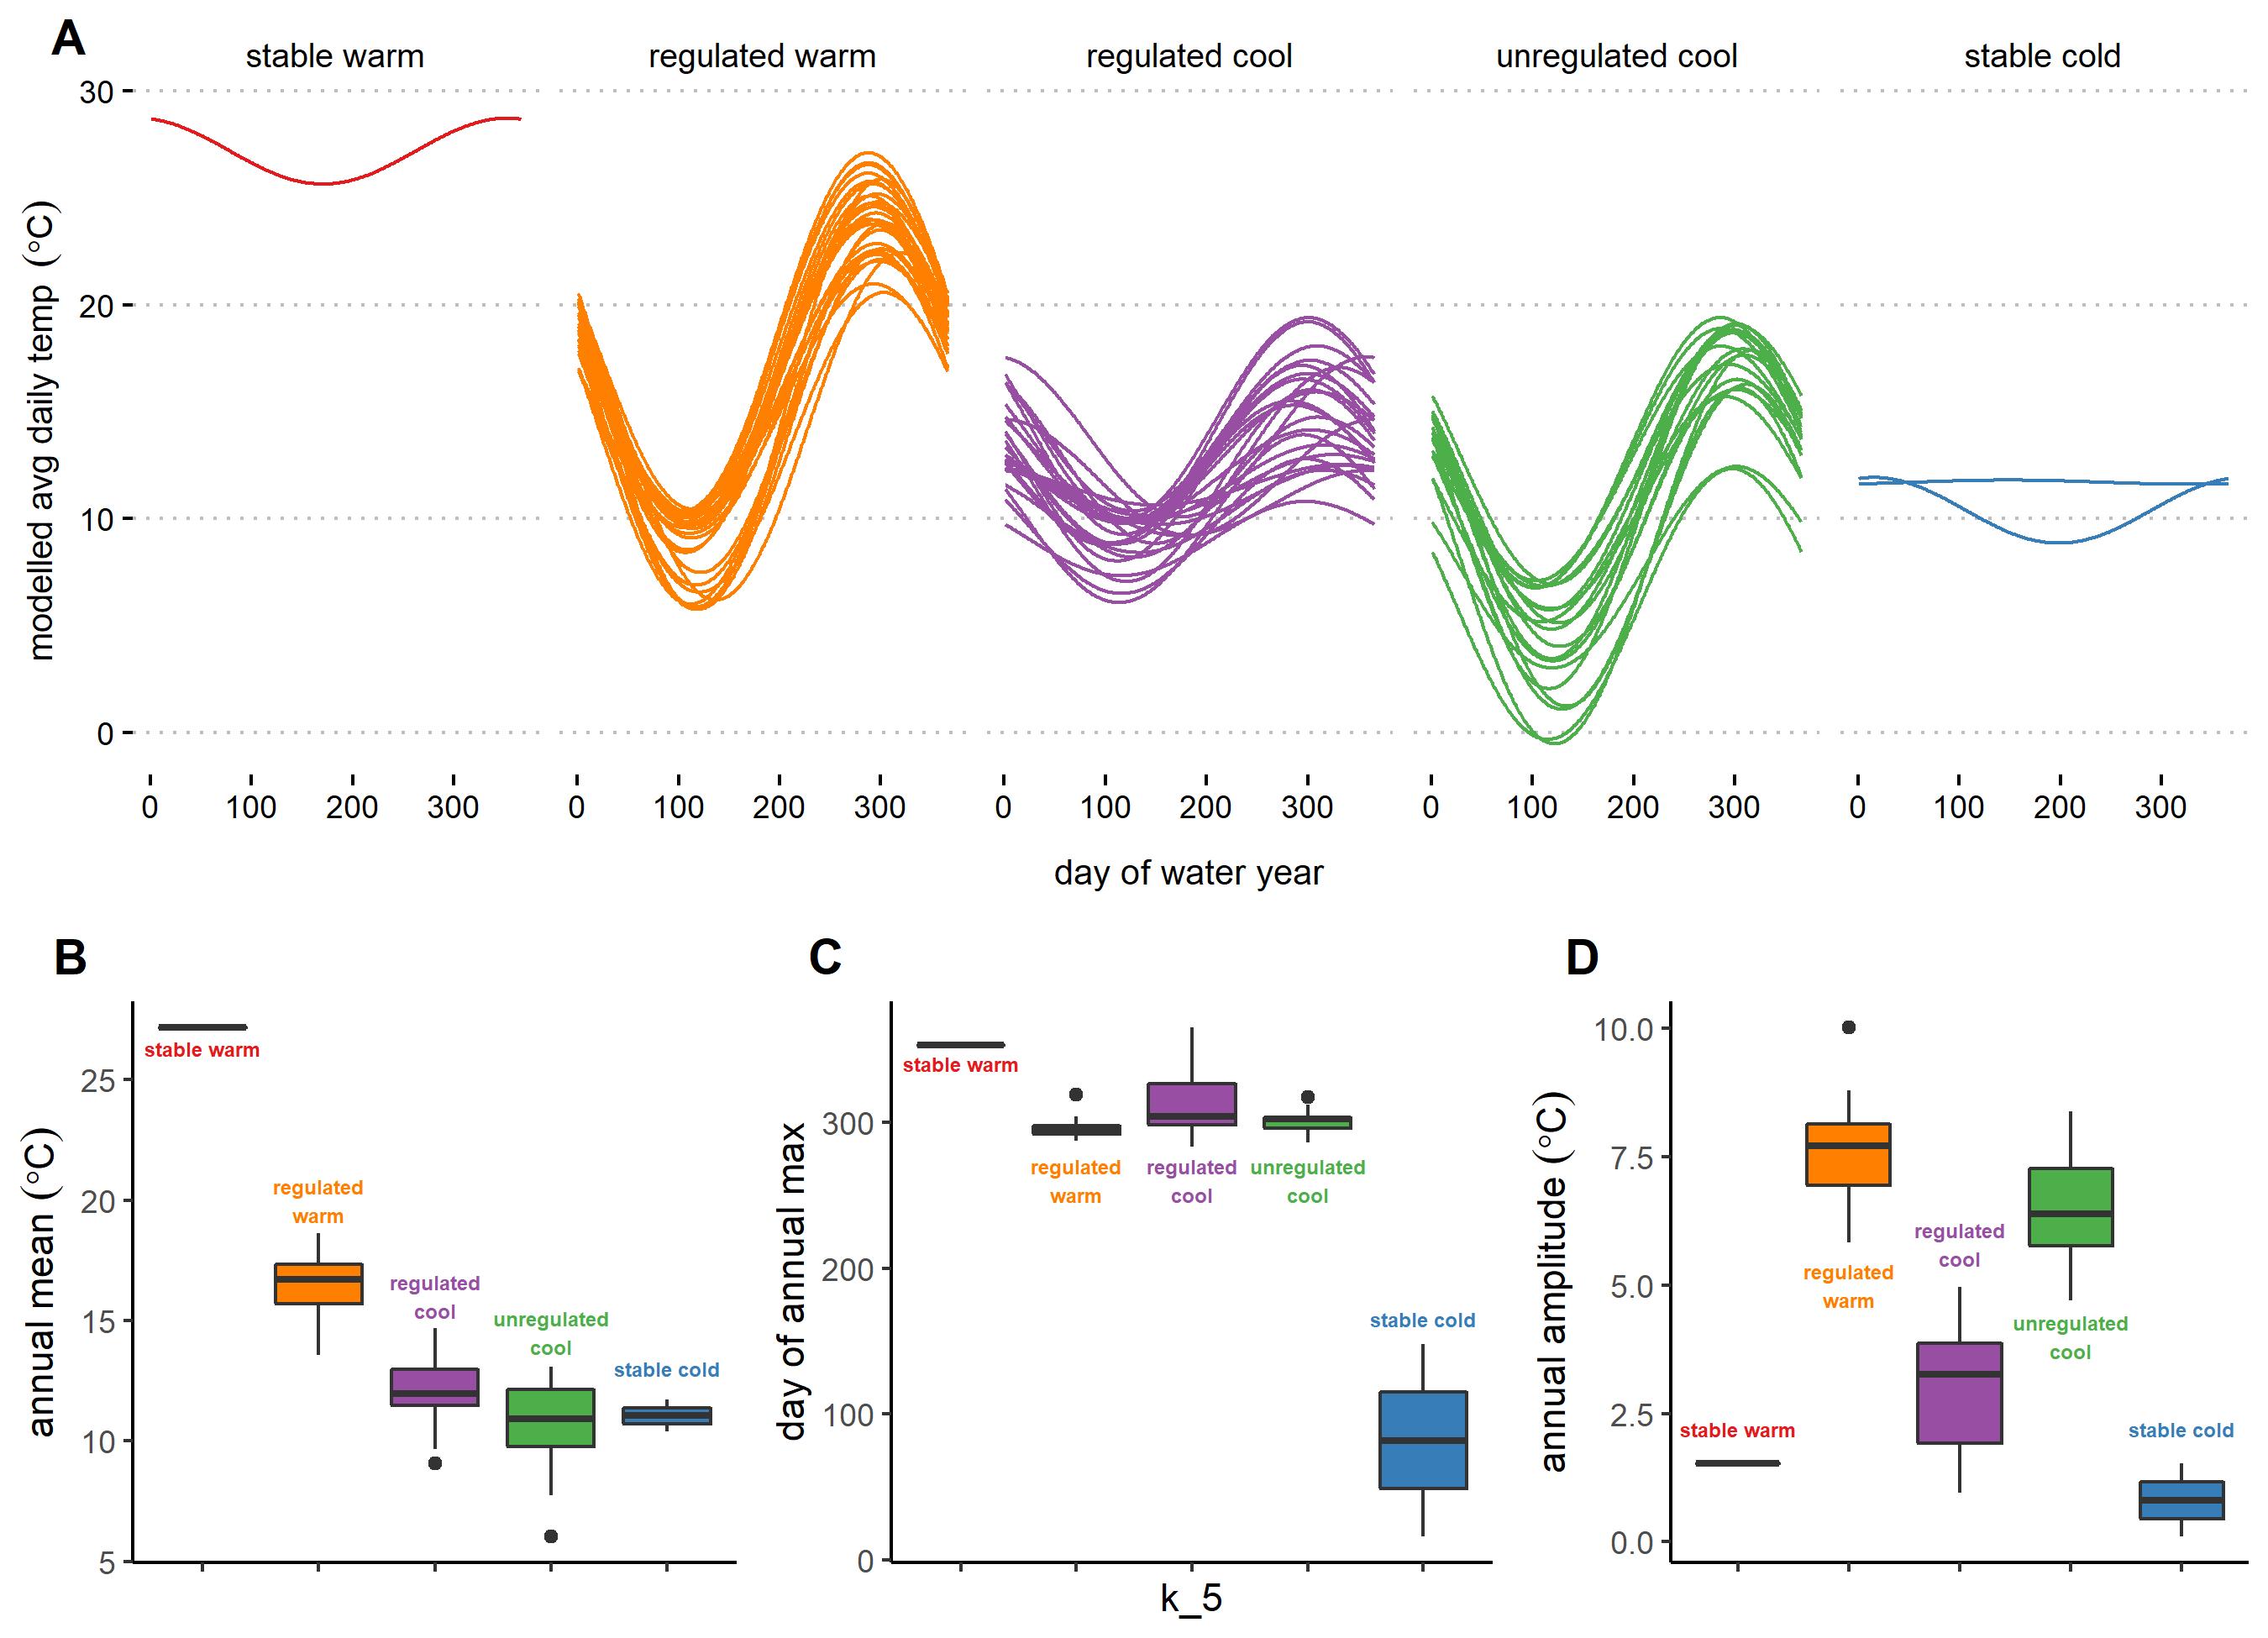 A
stable warm
regulated warm
regulated cool
unregulated cool
stable cold
modelled avg daily temp (°C)
30
20
10
0
0 100 200 300
0 100 200 300
0 100 200 300
0 100 200 300
0 100 200 300
day of water year
B
annual mean (°C)
25
20
15
10
5
stable warm
regulated
warm
regulated
cool
unregulated
cool
stable cold
C
day of annual max
300
200
100
0
stable warm
regulated
warm
regulated
cool
unregulated
cool
stable cold
k_5
D
annual amplitude (°C)
10.0
7.5
5.0
2.5
0.0
stable warm
regulated
warm
regulated
cool
unregulated
cool
stable cold